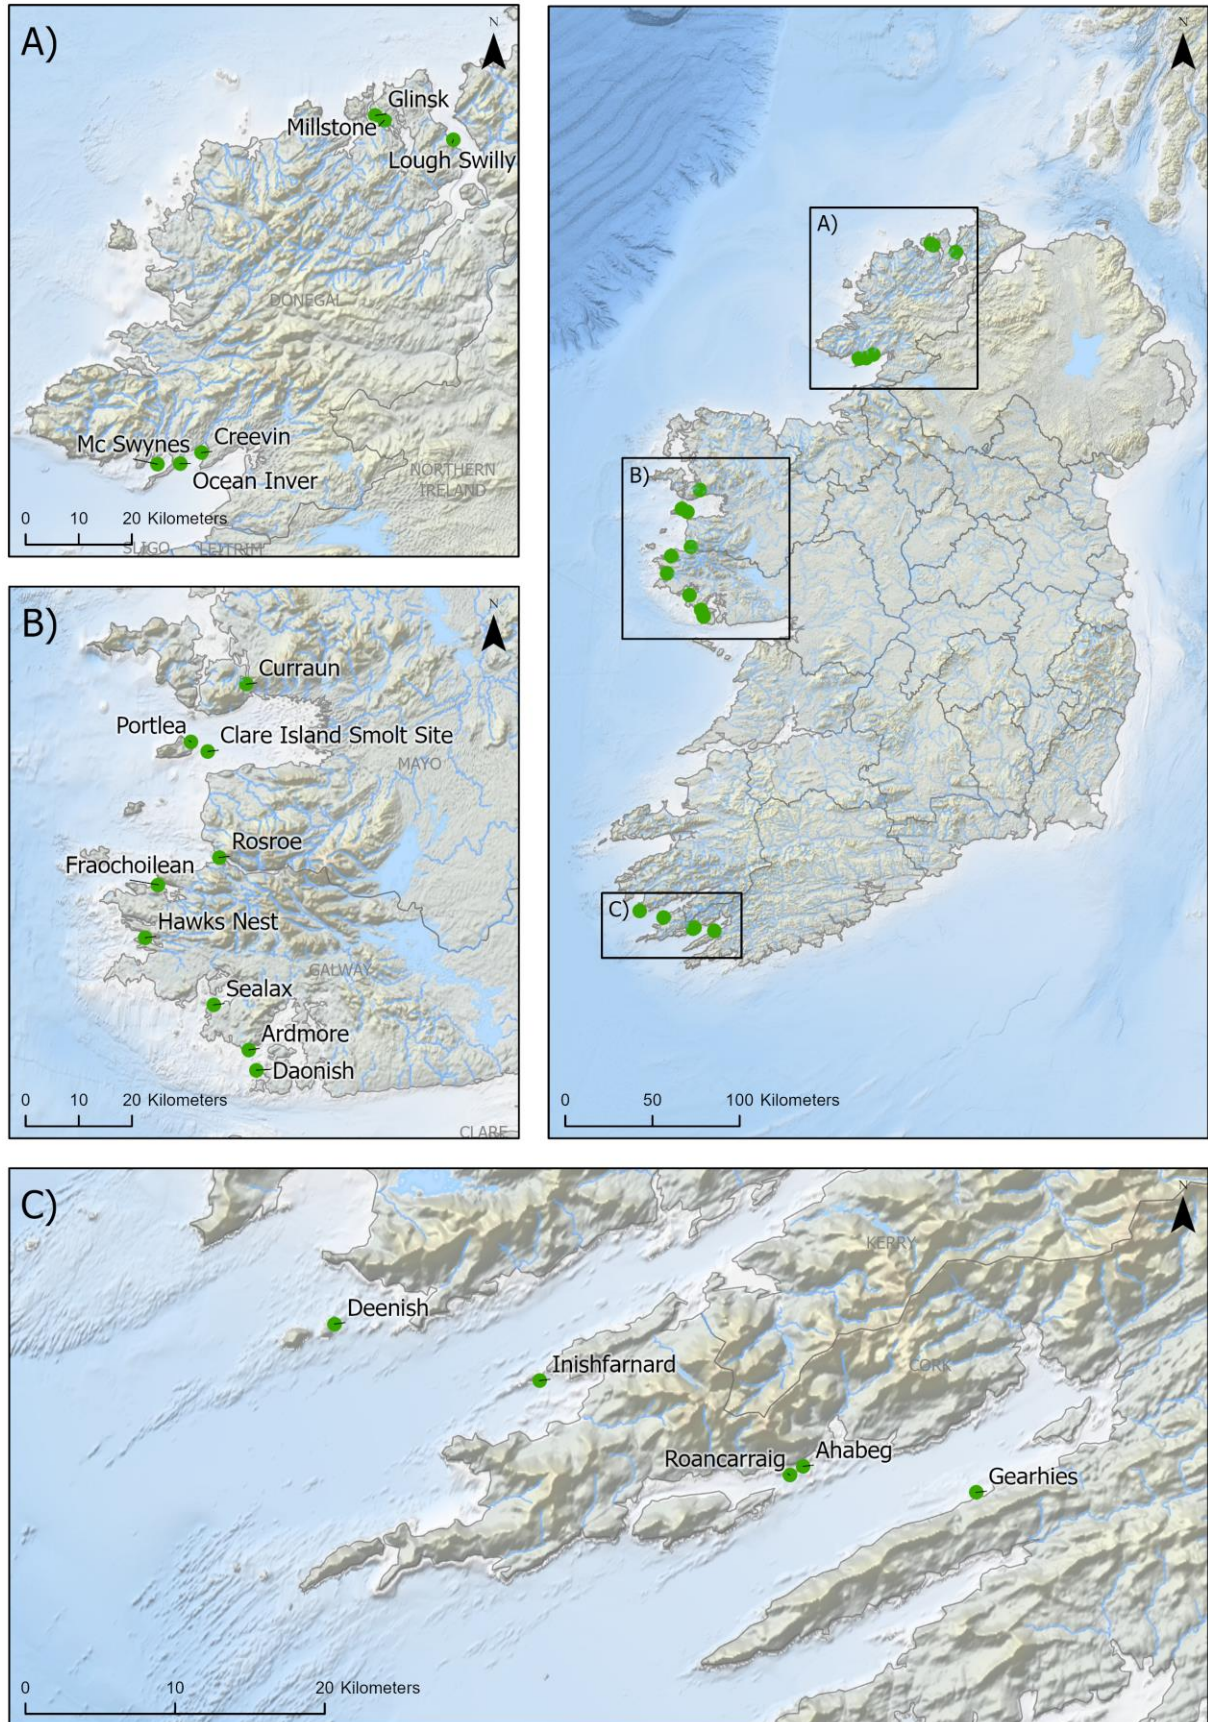 A)
N
Glinsk
Millstone
Lough Swilly
DONEGAL
Mc Swynes
Creevin
Ocean Inver
NORTHERN
IRELAND
0 10 20 Kilometers
SLIGO LEITRIM
B)
N
Curraun
Portlea
Clare Island Smolt Site
MAYO
Rosroe
Fraochoilean
Hawks Nest
GALWAY
Sealax
Ardmore
Daonish
0 10 20 Kilometers
CLARE
N
A)
B)
C)
0 50 100 Kilometers
C)
N
KERRY
Deenish
Inishfarnard
CORK
Roancarraig
Ahabeg
Gearhies
0 10 20 Kilometers